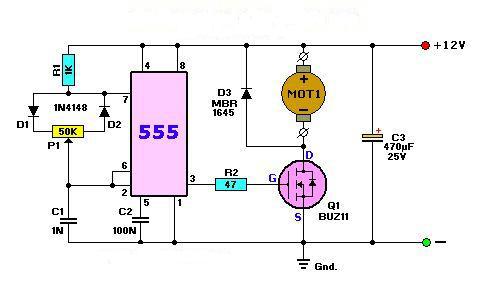 +12V
R1
1K
4
8
7
1N4148
D1
D2
50K
P1
555
6
2
3
5
1
C1
1N
C2
100N
R2
47
D3
MBR
1645
+
MOT1
−
G
D
S
Q1
BUZ11
+
C3
470µF
25V
−
Gnd.